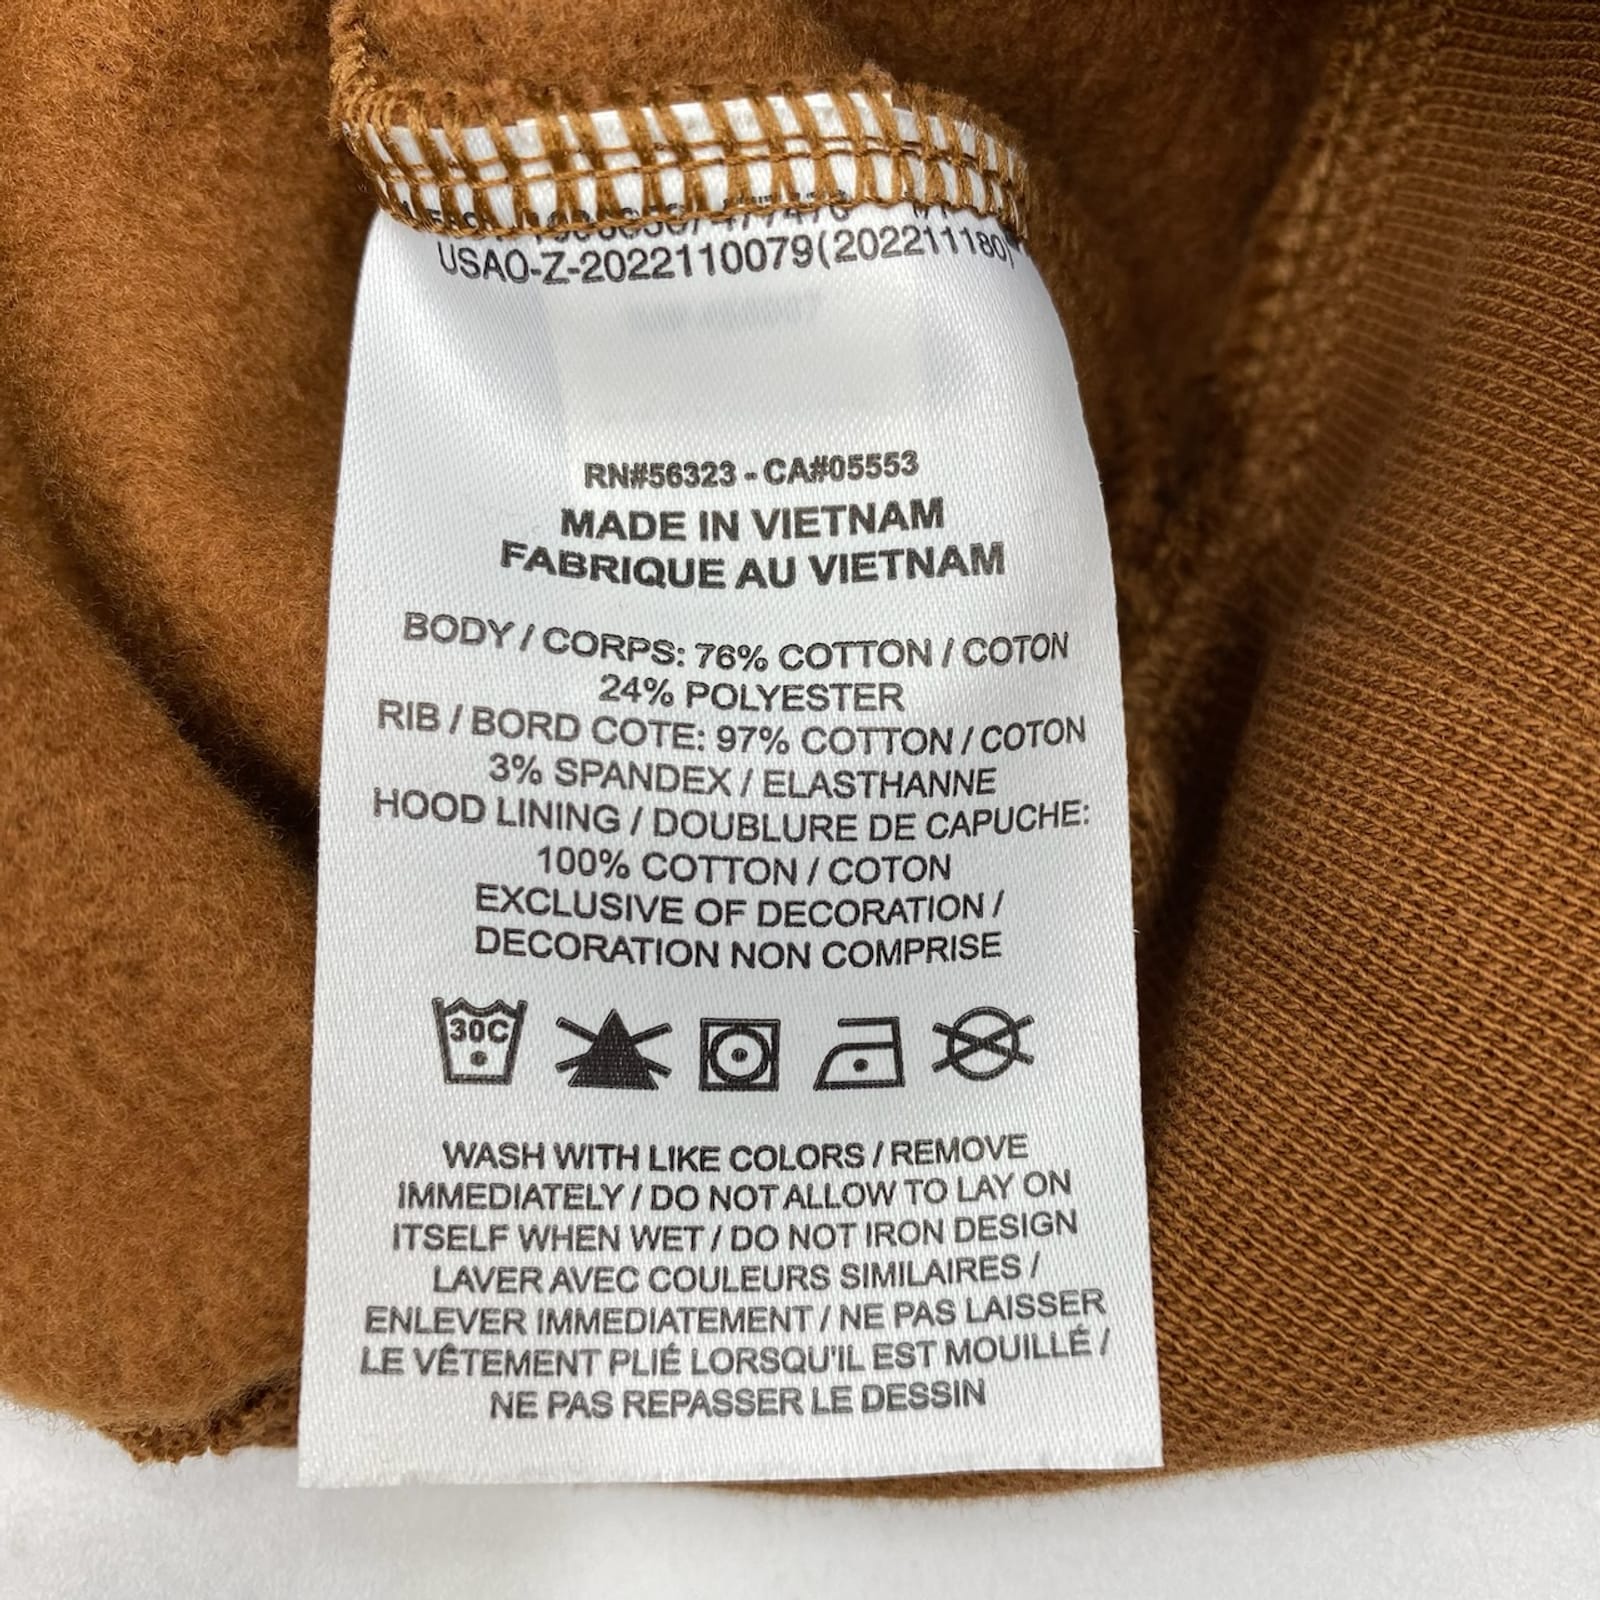 USAO-Z-2022110079(202211180)
RN#56323 - CA#05553
MADE IN VIETNAM
FABRIQUE AU VIETNAM
BODY / CORPS: 76% COTTON / COTON
24% POLYESTER
RIB / BORD COTE: 97% COTTON / COTON
3% SPANDEX / ELASTHANNE
HOOD LINING / DOUBLURE DE CAPUCHE:
100% COTTON / COTON
EXCLUSIVE OF DECORATION /
DECORATION NON COMPRISE
30C
WASH WITH LIKE COLORS / REMOVE
IMMEDIATELY / DO NOT ALLOW TO LAY ON
ITSELF WHEN WET / DO NOT IRON DESIGN
LAVER AVEC COULEURS SIMILAIRES /
ENLEVER IMMEDIATEMENT / NE PAS LAISSER
LE VÊTEMENT PLIÉ LORSQU'IL EST MOUILLÉ /
NE PAS REPASSER LE DESSIN